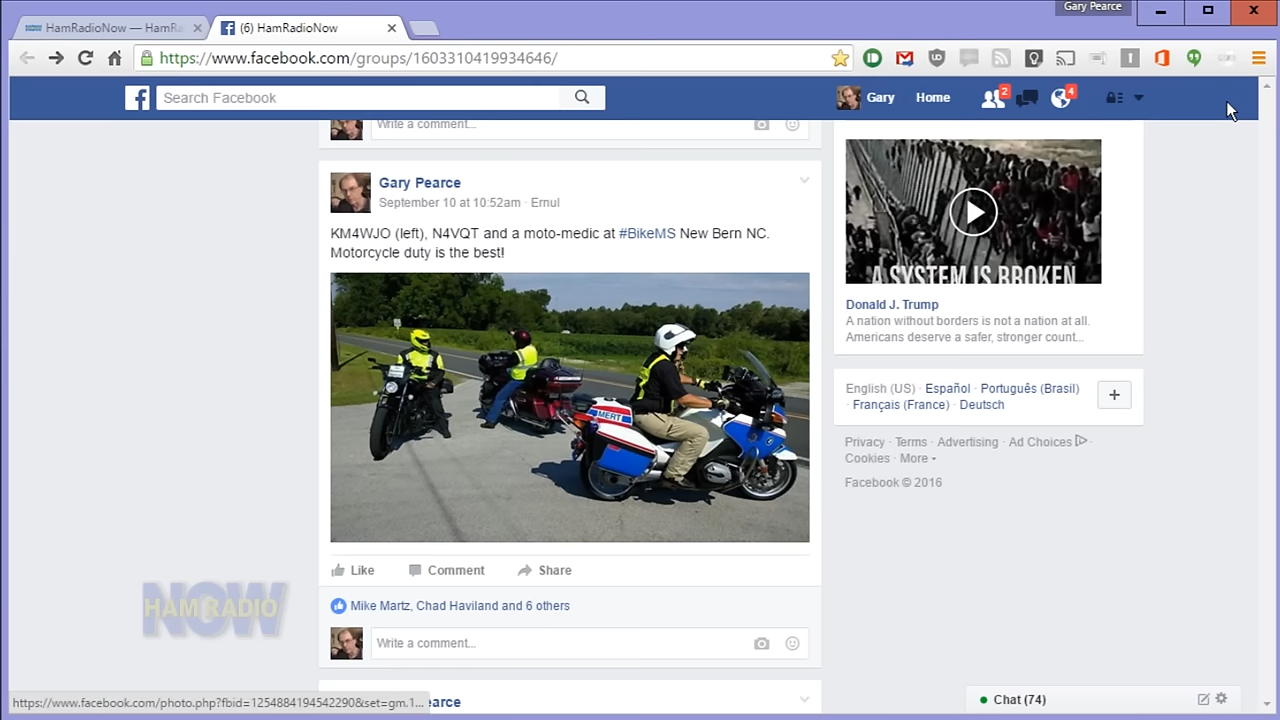 Gary Pearce
HamRadioNow — HamRa
(6) HamRadioNow
https://www.facebook.com/groups/1603310419934646/
Search Facebook
Gary
Home
2
4
Write a comment...
Gary Pearce
September 10 at 10:52am · Ernul
KM4WJO (left), N4VQT and a moto-medic at #BikeMS New Bern NC.
Motorcycle duty is the best!
MERT
Like
Comment
Share
Mike Martz, Chad Haviland and 6 others
Write a comment...
A SYSTEM IS BROKEN
Donald J. Trump
A nation without borders is not a nation at all.
Americans deserve a safer, stronger count...
English (US) · Español · Português (Brasil)
· Français (France) · Deutsch
+
Privacy · Terms · Advertising · Ad Choices ·
Cookies · More
Facebook © 2016
HAM RADIO
NOW
https://www.facebook.com/photo.php?fbid=1254884194542290&set=gm.1...
earce
Chat (74)